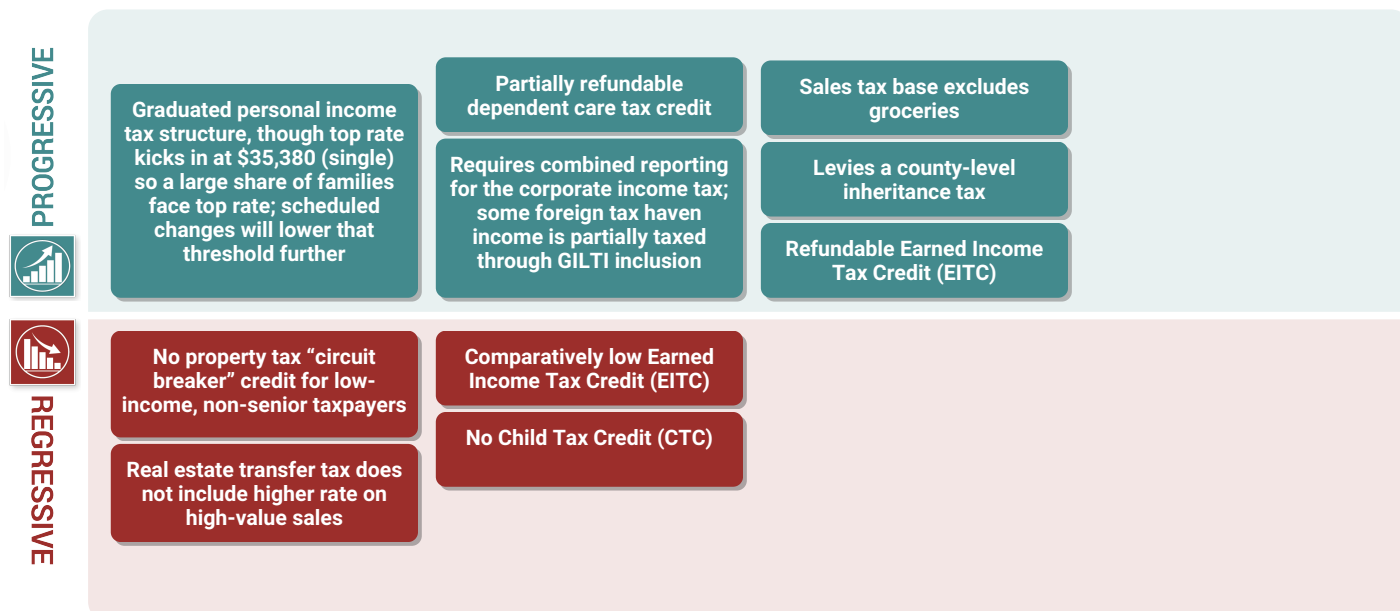 PROGRESSIVE
Graduated personal income
tax structure, though top rate
kicks in at $35,380 (single)
so a large share of families
face top rate; scheduled
changes will lower that
threshold further
Partially refundable
dependent care tax credit
Requires combined reporting
for the corporate income tax;
some foreign tax haven
income is partially taxed
through GILTI inclusion
Sales tax base excludes
groceries
Levies a county-level
inheritance tax
Refundable Earned Income
Tax Credit (EITC)
REGRESSIVE
No property tax “circuit
breaker” credit for low-
income, non-senior taxpayers
Real estate transfer tax does
not include higher rate on
high-value sales
Comparatively low Earned
Income Tax Credit (EITC)
No Child Tax Credit (CTC)